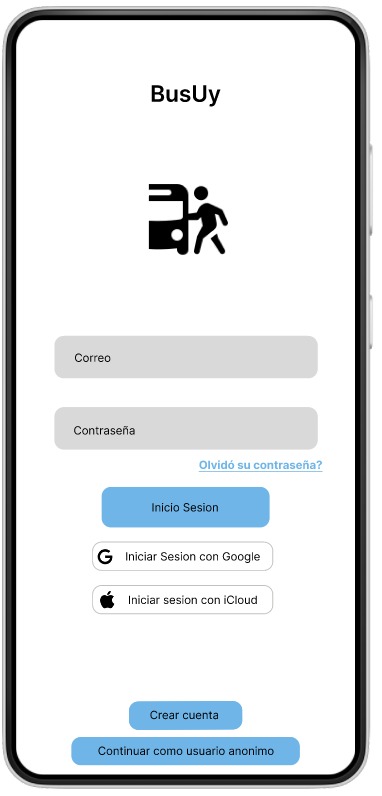 BusUy
Correo
Contraseña
Olvidó su contraseña?
Inicio Sesion
Iniciar Sesion con Google
Iniciar sesion con iCloud
Crear cuenta
Continuar como usuario anonimo